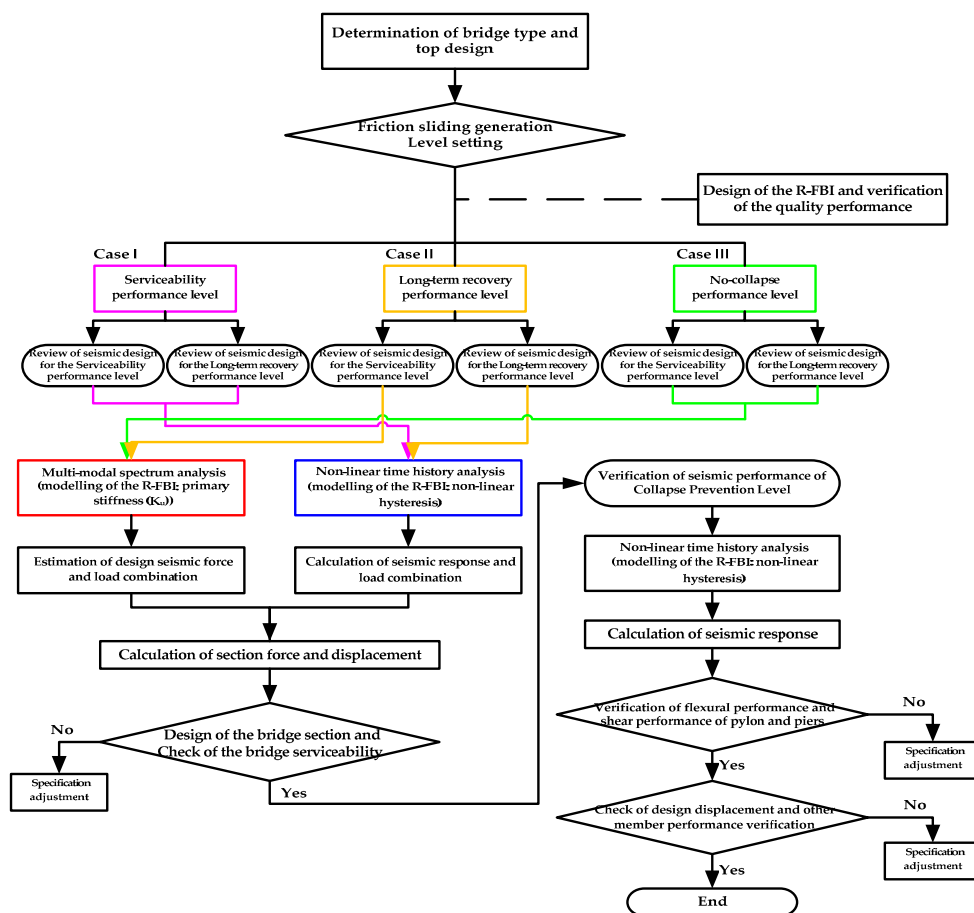 Determination of bridge type and
top design
Friction sliding generation
Level setting
Design of the R-FBI and verification
of the quality performance
Case I
Case II
Case III
Serviceability
performance level
Long-term recovery
performance level
No-collapse
performance level
Review of seismic design
for the Serviceability
performance level
Review of seismic design
for the Long-term recovery
performance level
Review of seismic design
for the Serviceability
performance level
Review of seismic design
for the Long-term recovery
performance level
Review of seismic design
for the Serviceability
performance level
Review of seismic design
for the Long-term recovery
performance level
Multi-modal spectrum analysis
(modelling of the R-FBI: primary
stiffness
Non-linear time history analysis
(modelling of the R-FBI: non-linear
hysteresis)
Verification of seismic performance of
Collapse Prevention Level
Estimation of design seismic force
and load combination
Calculation of seismic response and
load combination
Non-linear time history analysis
(modelling of the R-FBI: non-linear
hysteresis)
Calculation of section force and displacement
Calculation of seismic response
Design of the bridge section and
Check of the bridge serviceability
No
Yes
Specification
adjustment
Verification of flexural performance and
shear performance of pylon and piers
No
Yes
Specification
adjustment
Check of design displacement and other
member performance verification
No
Yes
Specification
adjustment
End